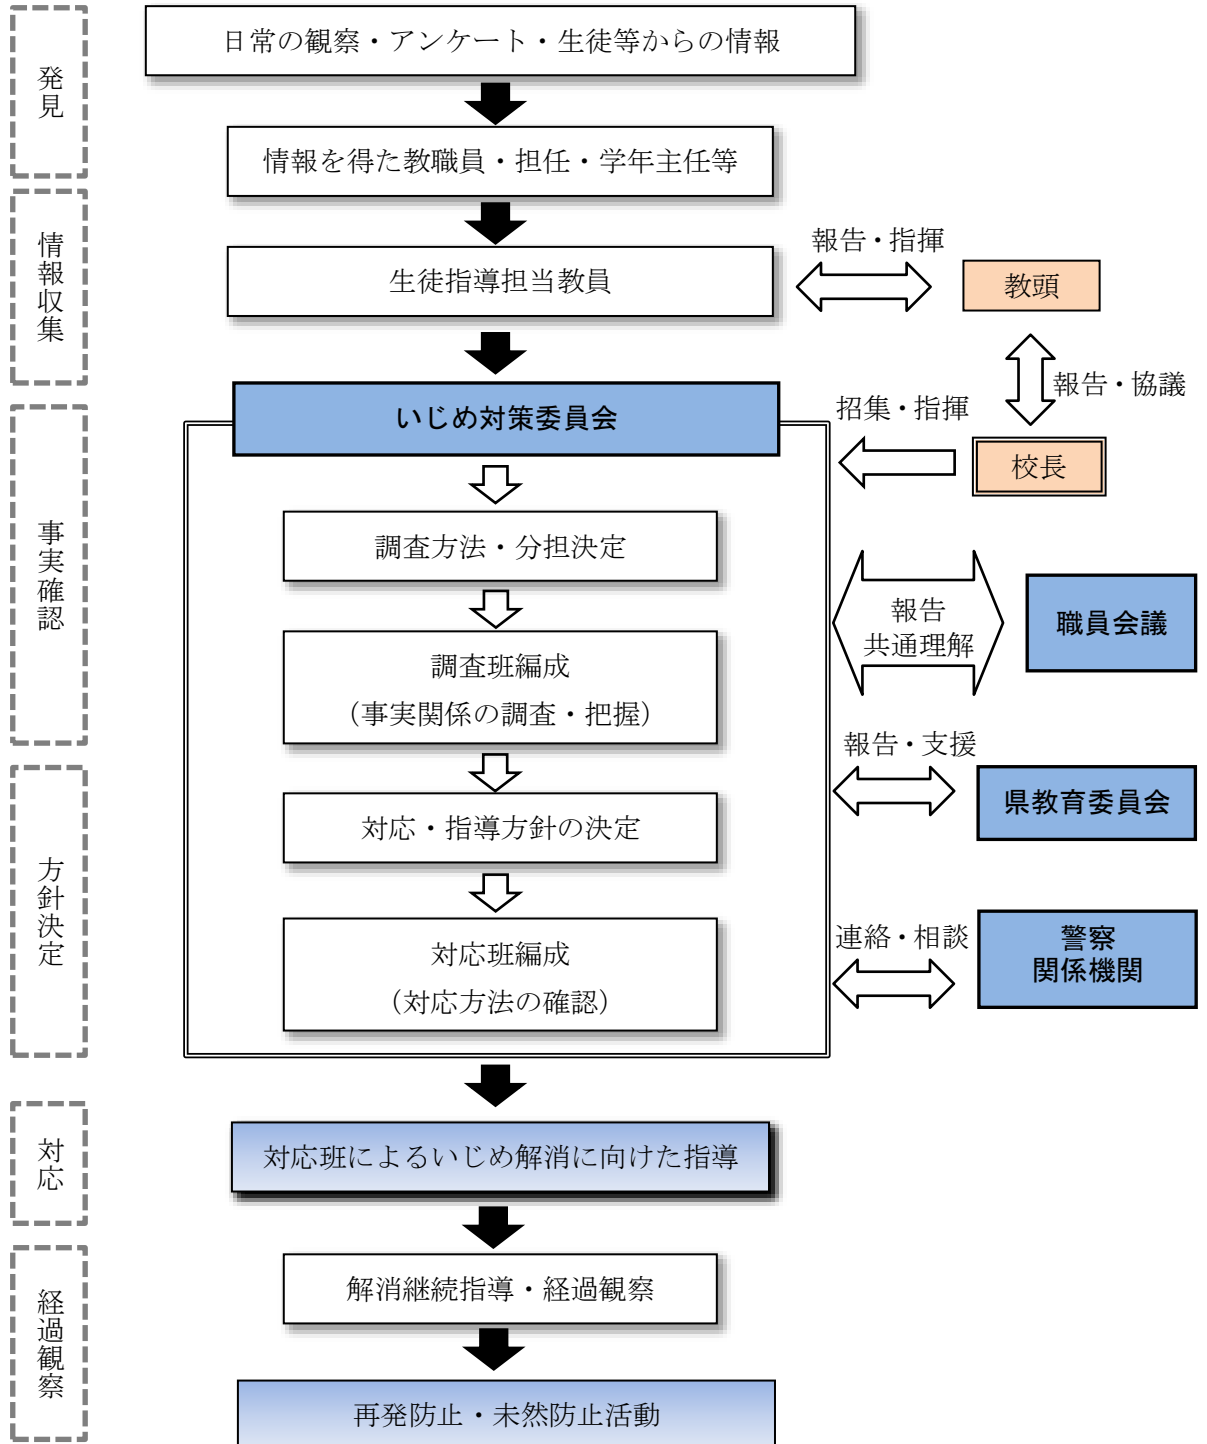 発見
日常の観察・アンケート・生徒等からの情報
情報を得た教職員・担任・学年主任等
情報収集
生徒指導担当教員
報告・指揮
教頭
報告・協議
いじめ対策委員会
招集・指揮
校長
事実確認
調査方法・分担決定
調査班編成
（事実関係の調査・把握）
報告
共通理解
職員会議
方針決定
対応・指導方針の決定
報告・支援
県教育委員会
対応班編成
（対応方法の確認）
連絡・相談
警察
関係機関
対応
対応班によるいじめ解消に向けた指導
経過観察
解消継続指導・経過観察
再発防止・未然防止活動